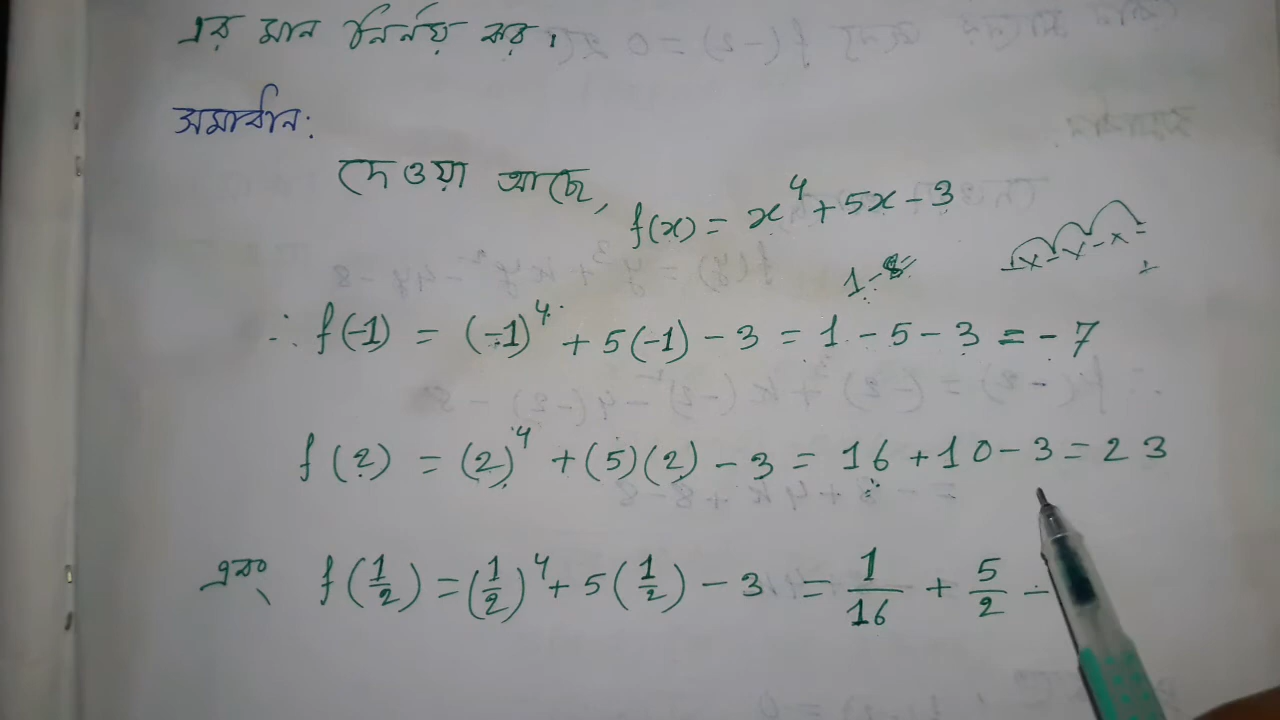 এর মান নির্নয় কর।
সমাধান:
দেওয়া আছে,
f(x) = x⁴ + 5x - 3
∴ f(-1) = (-1)⁴ + 5(-1) - 3 = 1 - 5 - 3 = - 7
f(2) = (2)⁴ + (5)(2) - 3 = 16 + 10 - 3 = 23
এবং f(1/2) = (1/2)⁴ + 5(1/2) - 3 = 1/16 + 5/2 -